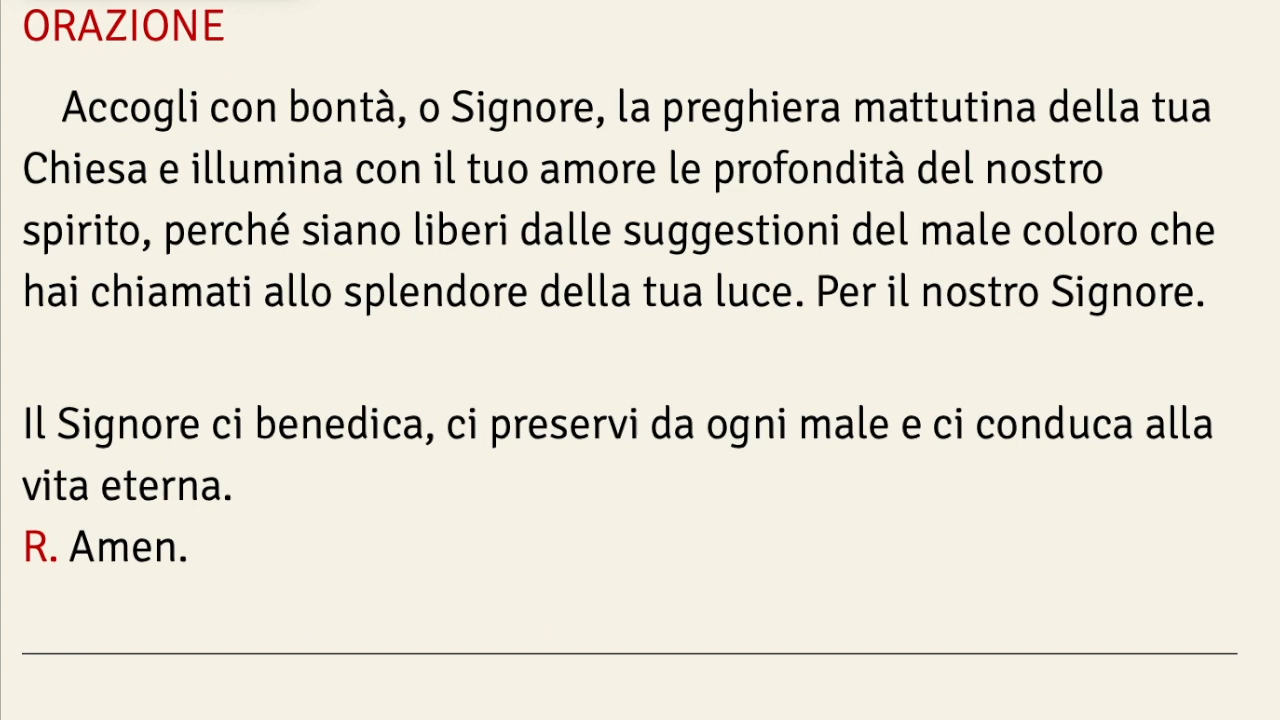 ORAZIONE
Accogli con bontà, o Signore, la preghiera mattutina della tua
Chiesa e illumina con il tuo amore le profondità del nostro
spirito, perché siano liberi dalle suggestioni del male coloro che
hai chiamati allo splendore della tua luce. Per il nostro Signore.
Il Signore ci benedica, ci preservi da ogni male e ci conduca alla
vita eterna.
R. Amen.